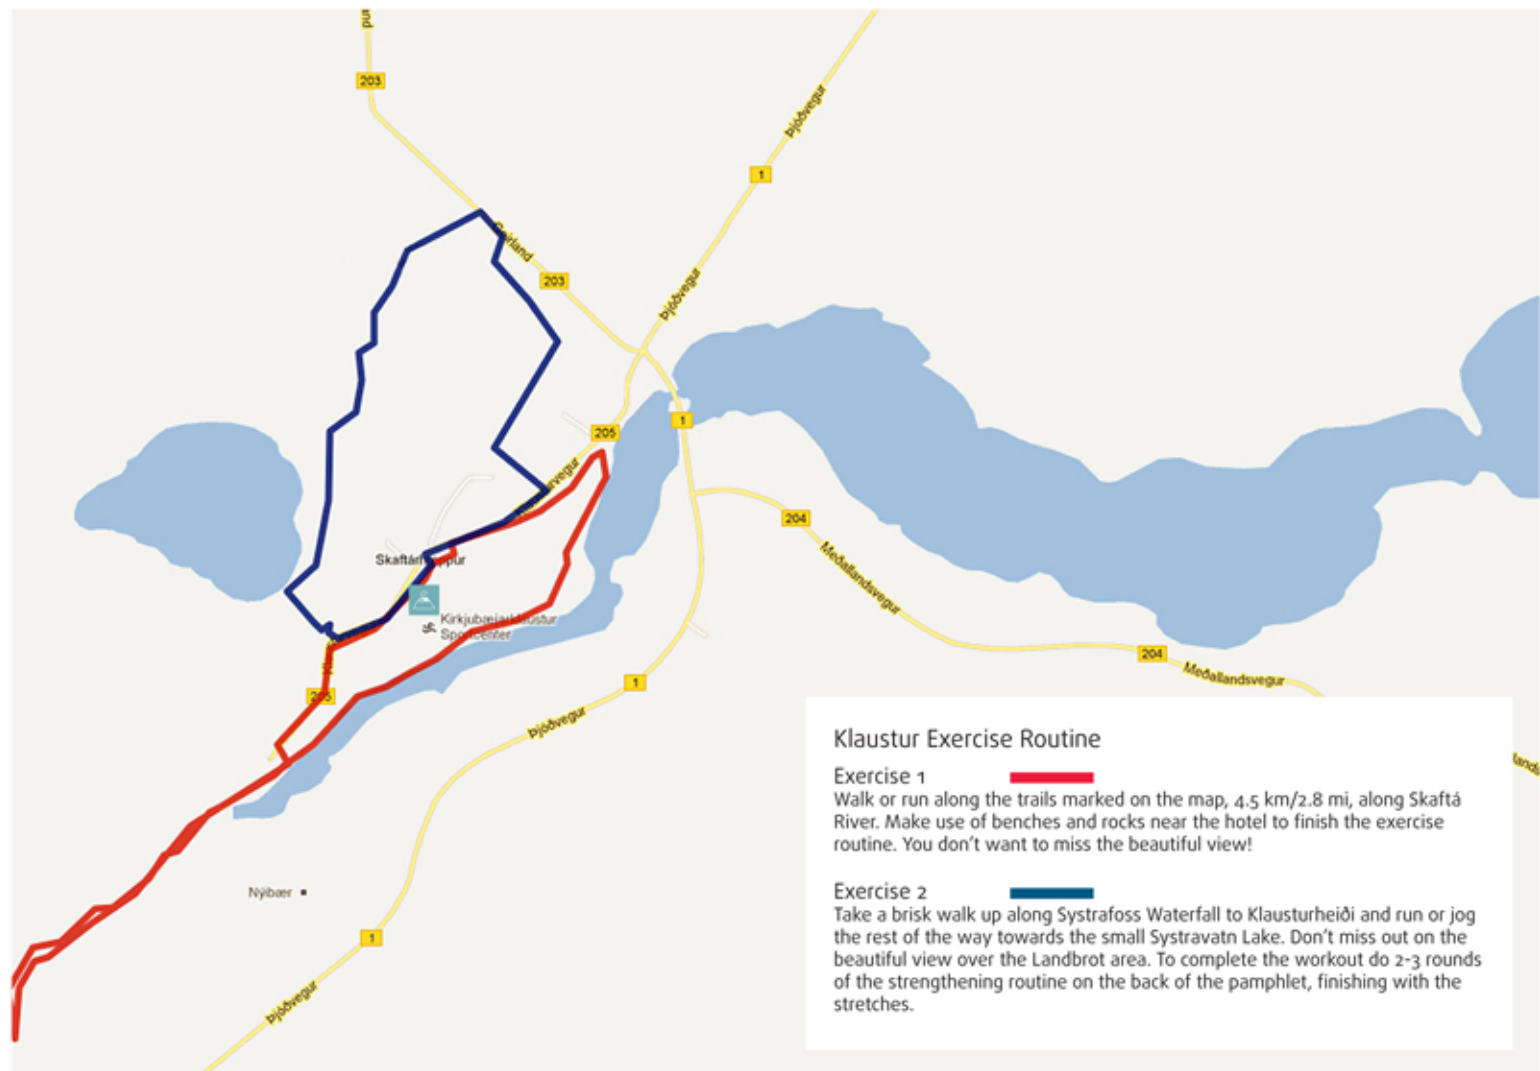 203
Þjóðvegur
1
Geirland
203
Þjóðvegur
1
205
204
Meðallandsvegur
Kirkjubæjarklaustur
Sportcenter
204
Meðallandsvegur
205
1
Þjóðvegur
Nýibær
1
Þjóðvegur
Klaustur Exercise Routine
Exercise 1
Walk or run along the trails marked on the map, 4.5 km/2.8 mi, along Skaftá
River. Make use of benches and rocks near the hotel to finish the exercise
routine. You don't want to miss the beautiful view!
Exercise 2
Take a brisk walk up along Systrafoss Waterfall to Klausturheiði and run or jog
the rest of the way towards the small Systravatn Lake. Don't miss out on the
beautiful view over the Landbrot area. To complete the workout do 2-3 rounds
of the strengthening routine on the back of the pamphlet, finishing with the
stretches.